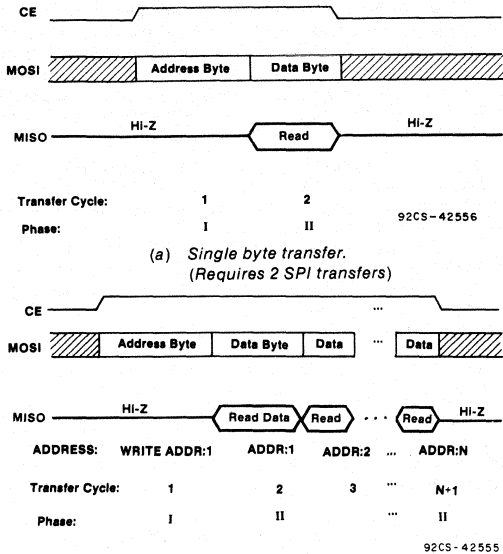 CE
MOSI Address Byte Data Byte
MISO Hi-Z Read Hi-Z
Transfer Cycle: 1 2
92CS-42556
Phase: I II
(a) Single byte transfer.
(Requires 2 SPI transfers)
CE ...
MOSI Address Byte Data Byte Data ... Data
MISO Hi-Z Read Data Read ... Read Hi-Z
ADDRESS: WRITE ADDR:1 ADDR:1 ADDR:2 ... ADDR:N
Transfer Cycle: 1 2 3 ... N+1
Phase: I II ... II
92CS-42555